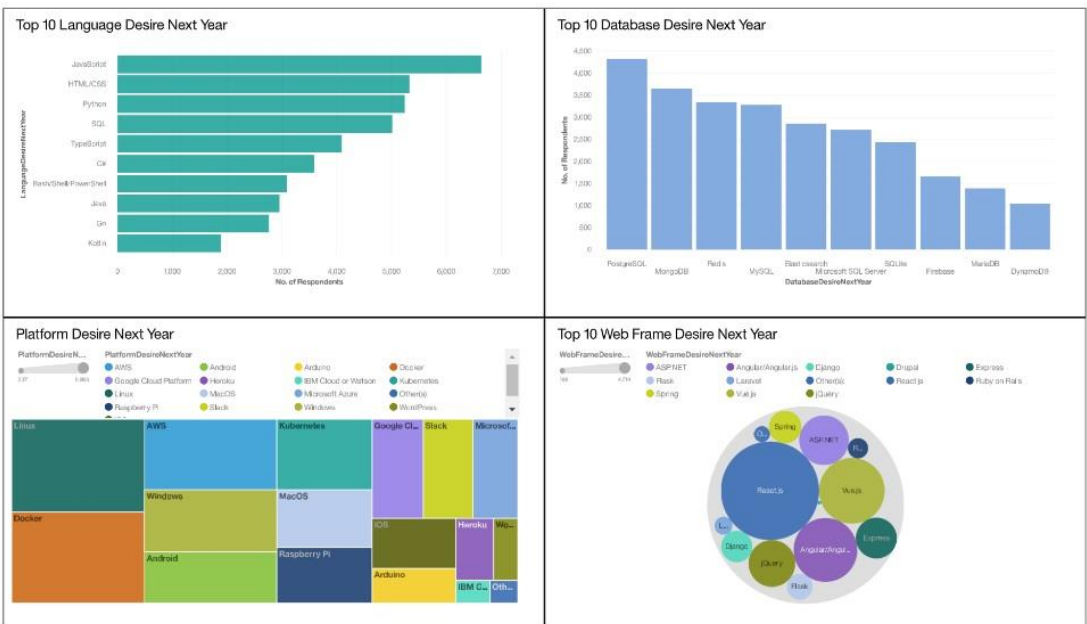 Top 10 Language Desire Next Year
JavaScript
HTML/CSS
Python
SQL
TypeScript
C#
Bash/Shell/PowerShell
Java
Go
Kotlin
LanguageDesireNextYear
0 1,000 2,000 3,000 4,000 5,000 6,000 7,000
No. of Respondents
Top 10 Database Desire Next Year
4,500
4,000
3,500
3,000
2,500
2,000
1,500
1,000
500
0
No. of Respondents
PostgreSQL MongoDB Redis MySQL Elasticsearch Microsoft SQL Server SQLite Firebase MariaDB DynamoDB
DatabaseDesireNextYear
Platform Desire Next Year
PlatformDesireN... PlatformDesireNextYear
AWS Android Arduino Docker
Google Cloud Platform Heroku IBM Cloud or Watson Kubernetes
Linux MacOS Microsoft Azure Other(s)
Raspberry Pi Slack Windows WordPress
Linux AWS Kubernetes Google Cl... Slack Microsof...
Windows MacOS
Docker iOS Heroku Wo...
Android Raspberry Pi
Arduino IBM C... Oth...
Top 10 Web Frame Desire Next Year
WebFrameDesire... WebFrameDesireNextYear
ASP.NET Angular/Angular.js Django Drupal Express
Flask Laravel Other(s) React.js Ruby on Rails
Spring Vue.js jQuery
Spring
O... ASP.NET
R...
React.js Vue.js
L...
Django Angular/Angu... Express
jQuery
Flask